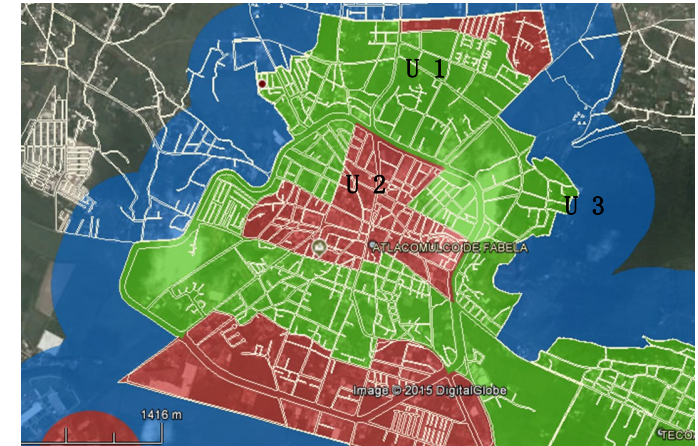 U 1
U 2
U 3
ATLACOMULCO DE FABELA
Image © 2015 DigitalGlobe
1416 m
TECO